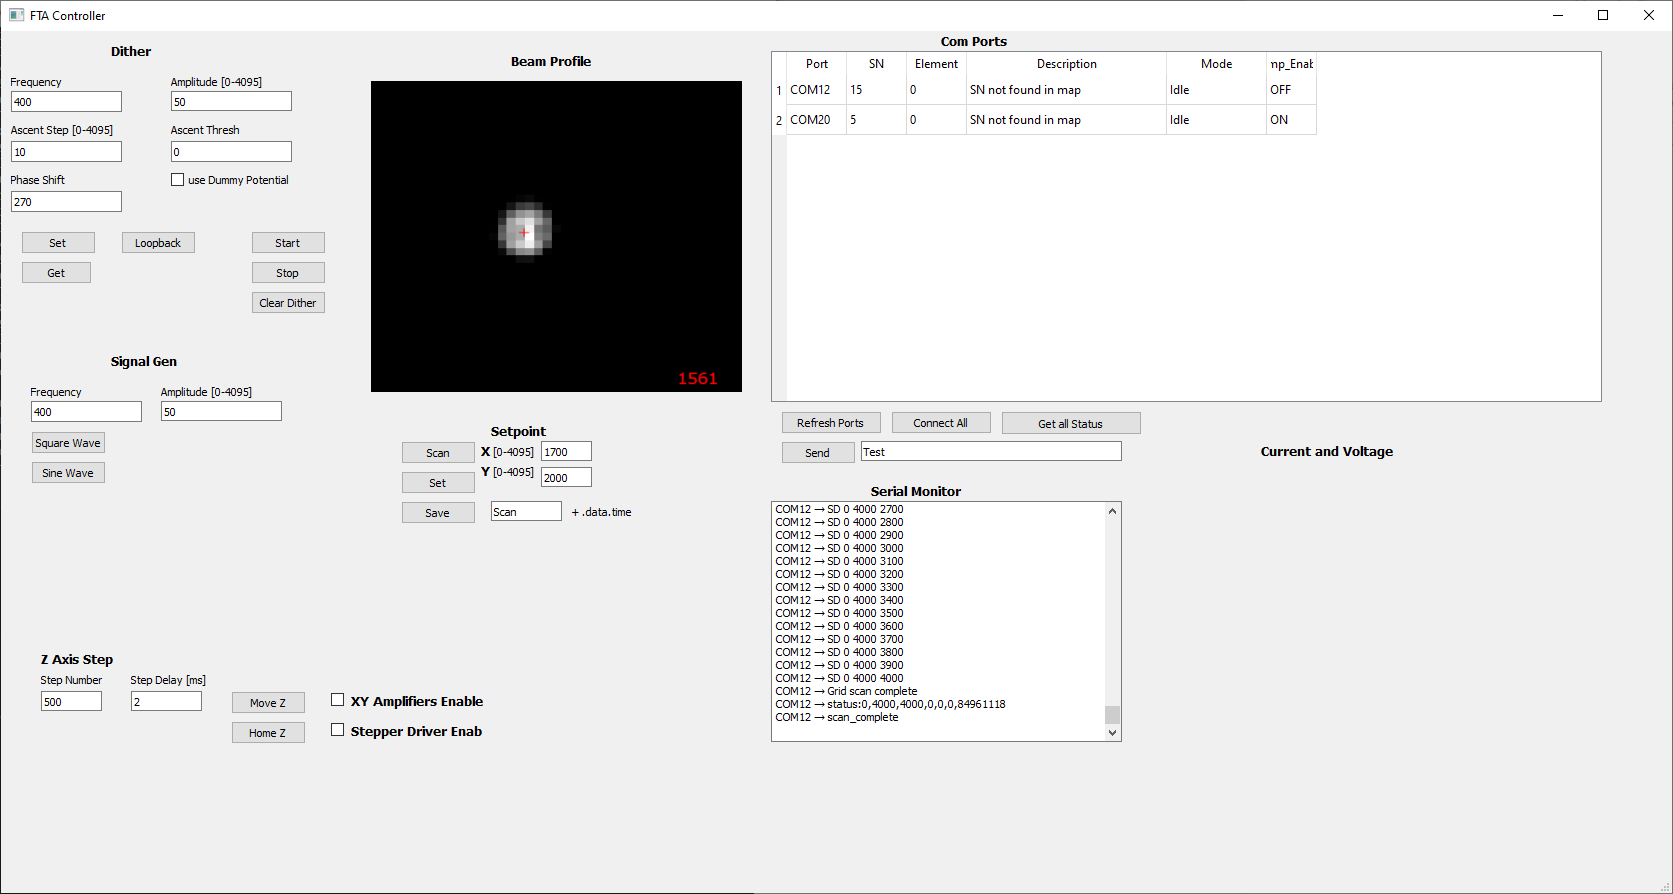 FTA Controller
Dither
Frequency
Amplitude [0-4095]
400
50
Ascent Step [0-4095]
Ascent Thresh
10
0
Phase Shift
use Dummy Potential
270
Set
Loopback
Start
Get
Stop
Clear Dither
Signal Gen
Frequency
Amplitude [0-4095]
400
50
Square Wave
Sine Wave
Beam Profile
1561
Setpoint
Scan
X [0-4095]
1700
Y [0-4095]
Set
2000
Save
Scan
+ .data.time
Z Axis Step
Step Number
Step Delay [ms]
500
2
Move Z
XY Amplifiers Enable
Home Z
Stepper Driver Enab
Com Ports
Port SN Element Description Mode np_Enab
1 COM12 15 0 SN not found in map Idle OFF
2 COM20 5 0 SN not found in map Idle ON
Refresh Ports
Connect All
Get all Status
Send
Test
Current and Voltage
Serial Monitor
COM12 → SD 0 4000 2700
COM12 → SD 0 4000 2800
COM12 → SD 0 4000 2900
COM12 → SD 0 4000 3000
COM12 → SD 0 4000 3100
COM12 → SD 0 4000 3200
COM12 → SD 0 4000 3300
COM12 → SD 0 4000 3400
COM12 → SD 0 4000 3500
COM12 → SD 0 4000 3600
COM12 → SD 0 4000 3700
COM12 → SD 0 4000 3800
COM12 → SD 0 4000 3900
COM12 → SD 0 4000 4000
COM12 → Grid scan complete
COM12 → status:0,4000,4000,0,0,0,84961118
COM12 → scan_complete